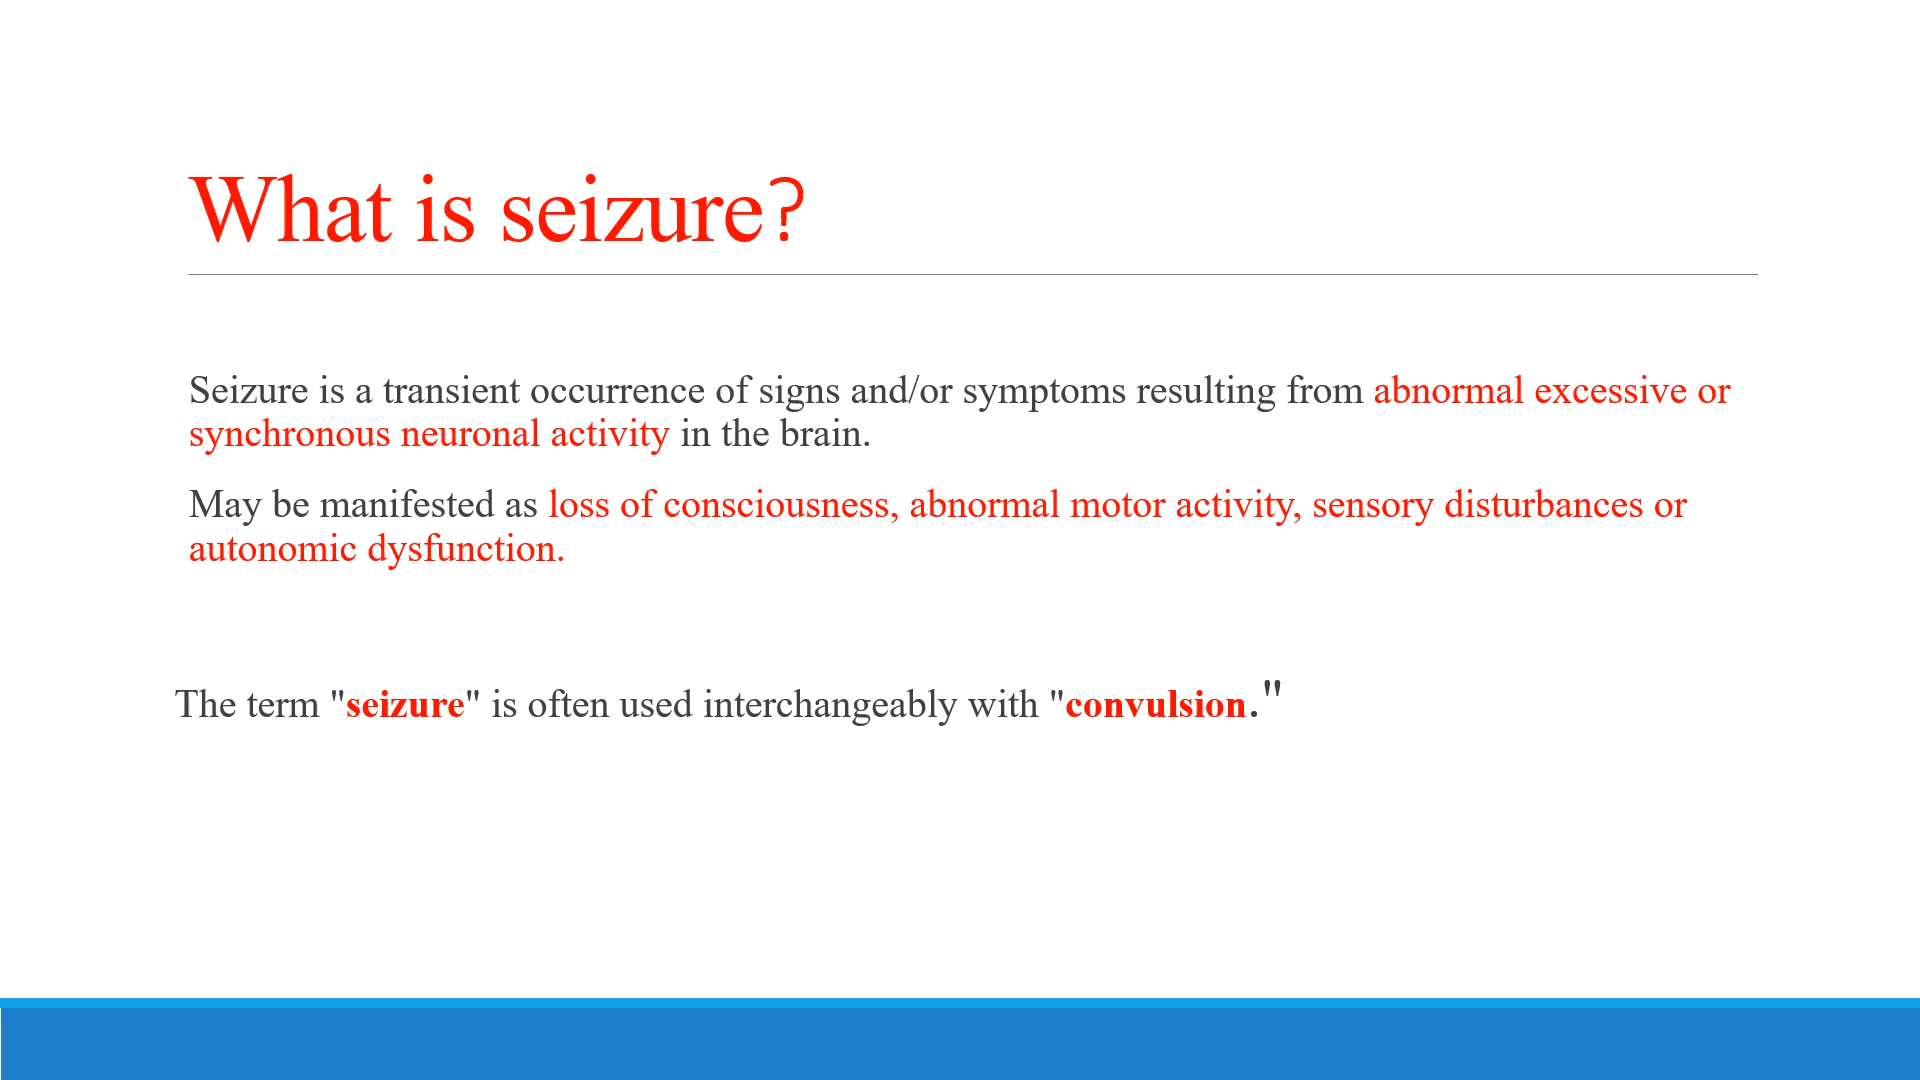 What is seizure?
Seizure is a transient occurrence of signs and/or symptoms resulting from abnormal excessive or
synchronous neuronal activity in the brain.
May be manifested as loss of consciousness, abnormal motor activity, sensory disturbances or
autonomic dysfunction.
The term "seizure" is often used interchangeably with "convulsion."